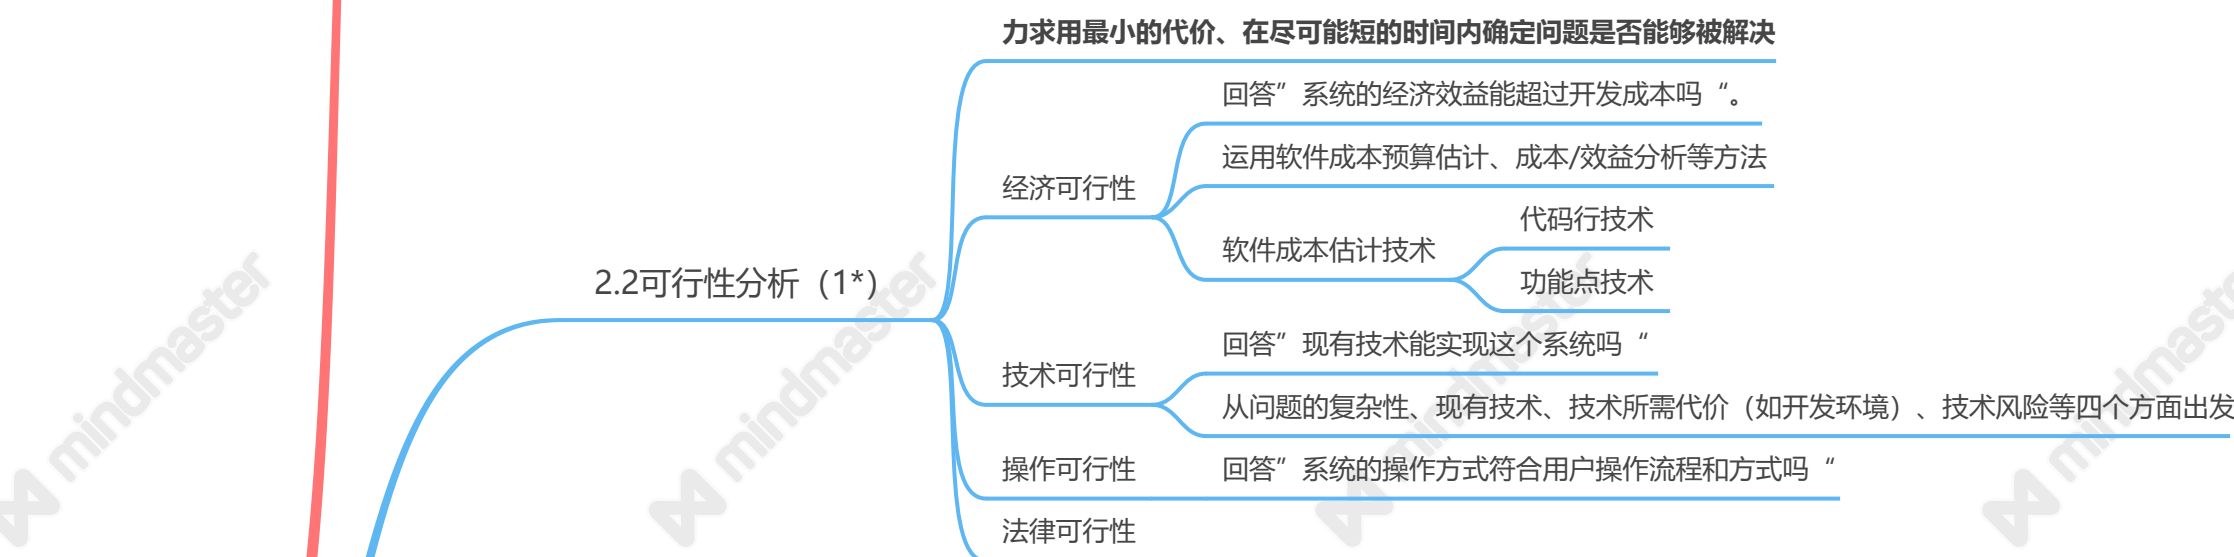 力求用最小的代价、在尽可能短的时间内确定问题是否能够被解决
回答”系统的经济效益能超过开发成本吗“。
运用软件成本预算估计、成本/效益分析等方法
经济可行性
代码行技术
软件成本估计技术
2.2可行性分析（1*）
功能点技术
回答”现有技术能实现这个系统吗“
技术可行性
从问题的复杂性、现有技术、技术所需代价（如开发环境）、技术风险等四个方面出发
操作可行性
回答”系统的操作方式符合用户操作流程和方式吗“
法律可行性
mindmaster
mindmaster
mindmaster
mindmaster